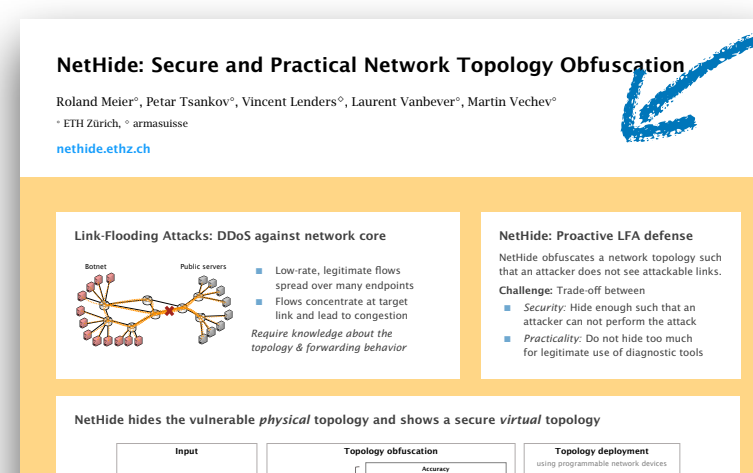 NetHide: Secure and Practical Network Topology Obfuscation
Roland Meier°, Petar Tsankov°, Vincent Lenders◇, Laurent Vanbever°, Martin Vechev°
° ETH Zürich, ◇ armasuisse
nethide.ethz.ch
Link-Flooding Attacks: DDoS against network core
Botnet
Public servers
Low-rate, legitimate flows
spread over many endpoints
Flows concentrate at target
link and lead to congestion
Require knowledge about the
topology & forwarding behavior
NetHide: Proactive LFA defense
NetHide obfuscates a network topology such
that an attacker does not see attackable links.
Challenge: Trade-off between
Security: Hide enough such that an
attacker can not perform the attack
Practicality: Do not hide too much
for legitimate use of diagnostic tools
NetHide hides the vulnerable physical topology and shows a secure virtual topology
Input
Topology obfuscation
Accuracy
Topology deployment
using programmable network devices